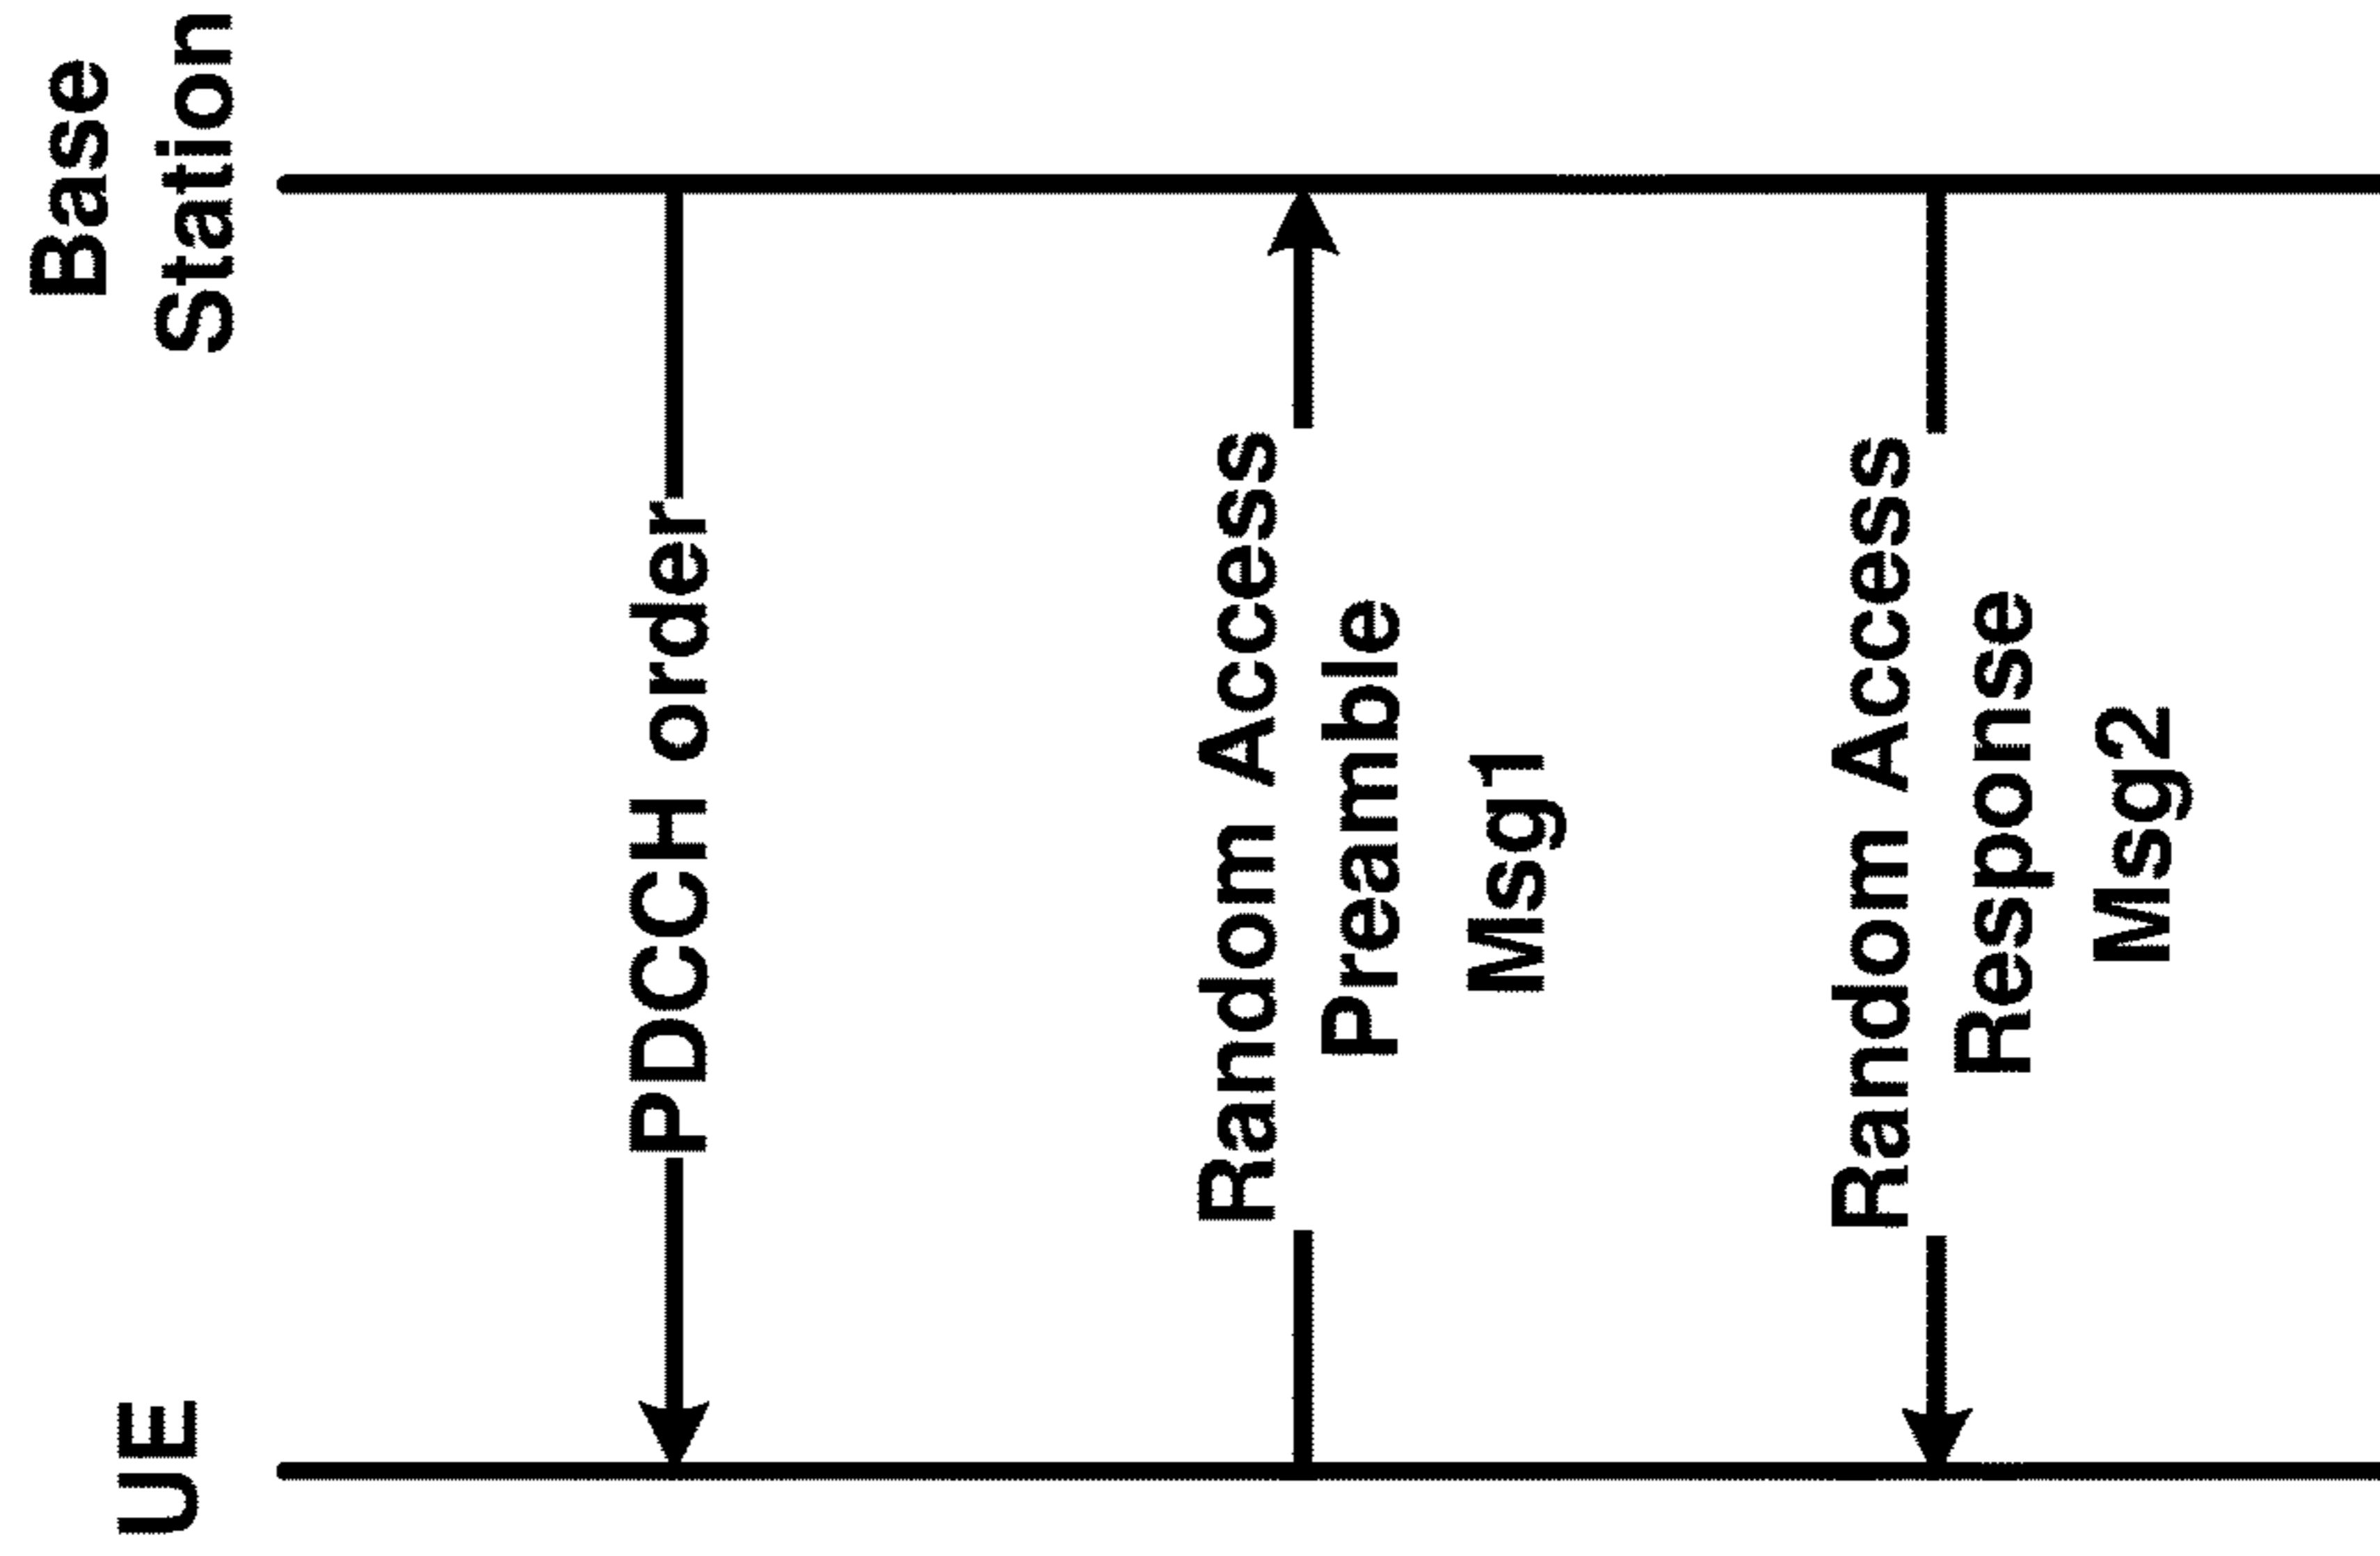 UE
Base
Station
PDCCH order
Random Access
Preamble
Msg1
Random Access
Response
Msg2